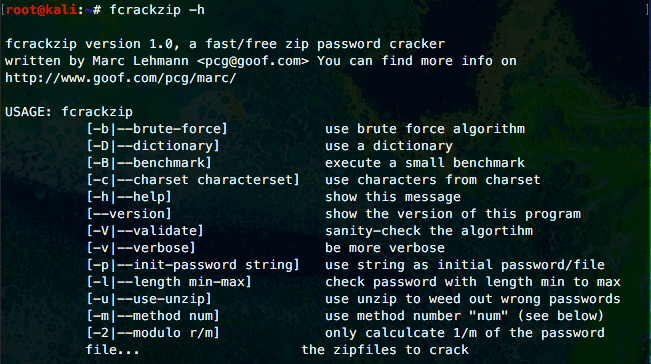 [root@kali:~# fcrackzip -h ]
fcrackzip version 1.0, a fast/free zip password cracker
written by Marc Lehmann <pcg@goof.com> You can find more info on
http://www.goof.com/pcg/marc/
USAGE: fcrackzip
[-b|--brute-force] use brute force algorithm
[-D|--dictionary] use a dictionary
[-B|--benchmark] execute a small benchmark
[-c|--charset characterset] use characters from charset
[-h|--help] show this message
[--version] show the version of this program
[-V|--validate] sanity-check the algortihm
[-v|--verbose] be more verbose
[-p|--init-password string] use string as initial password/file
[-l|--length min-max] check password with length min to max
[-u|--use-unzip] use unzip to weed out wrong passwords
[-m|--method num] use method number "num" (see below)
[-2|--modulo r/m] only calculcate 1/m of the password
file... the zipfiles to crack